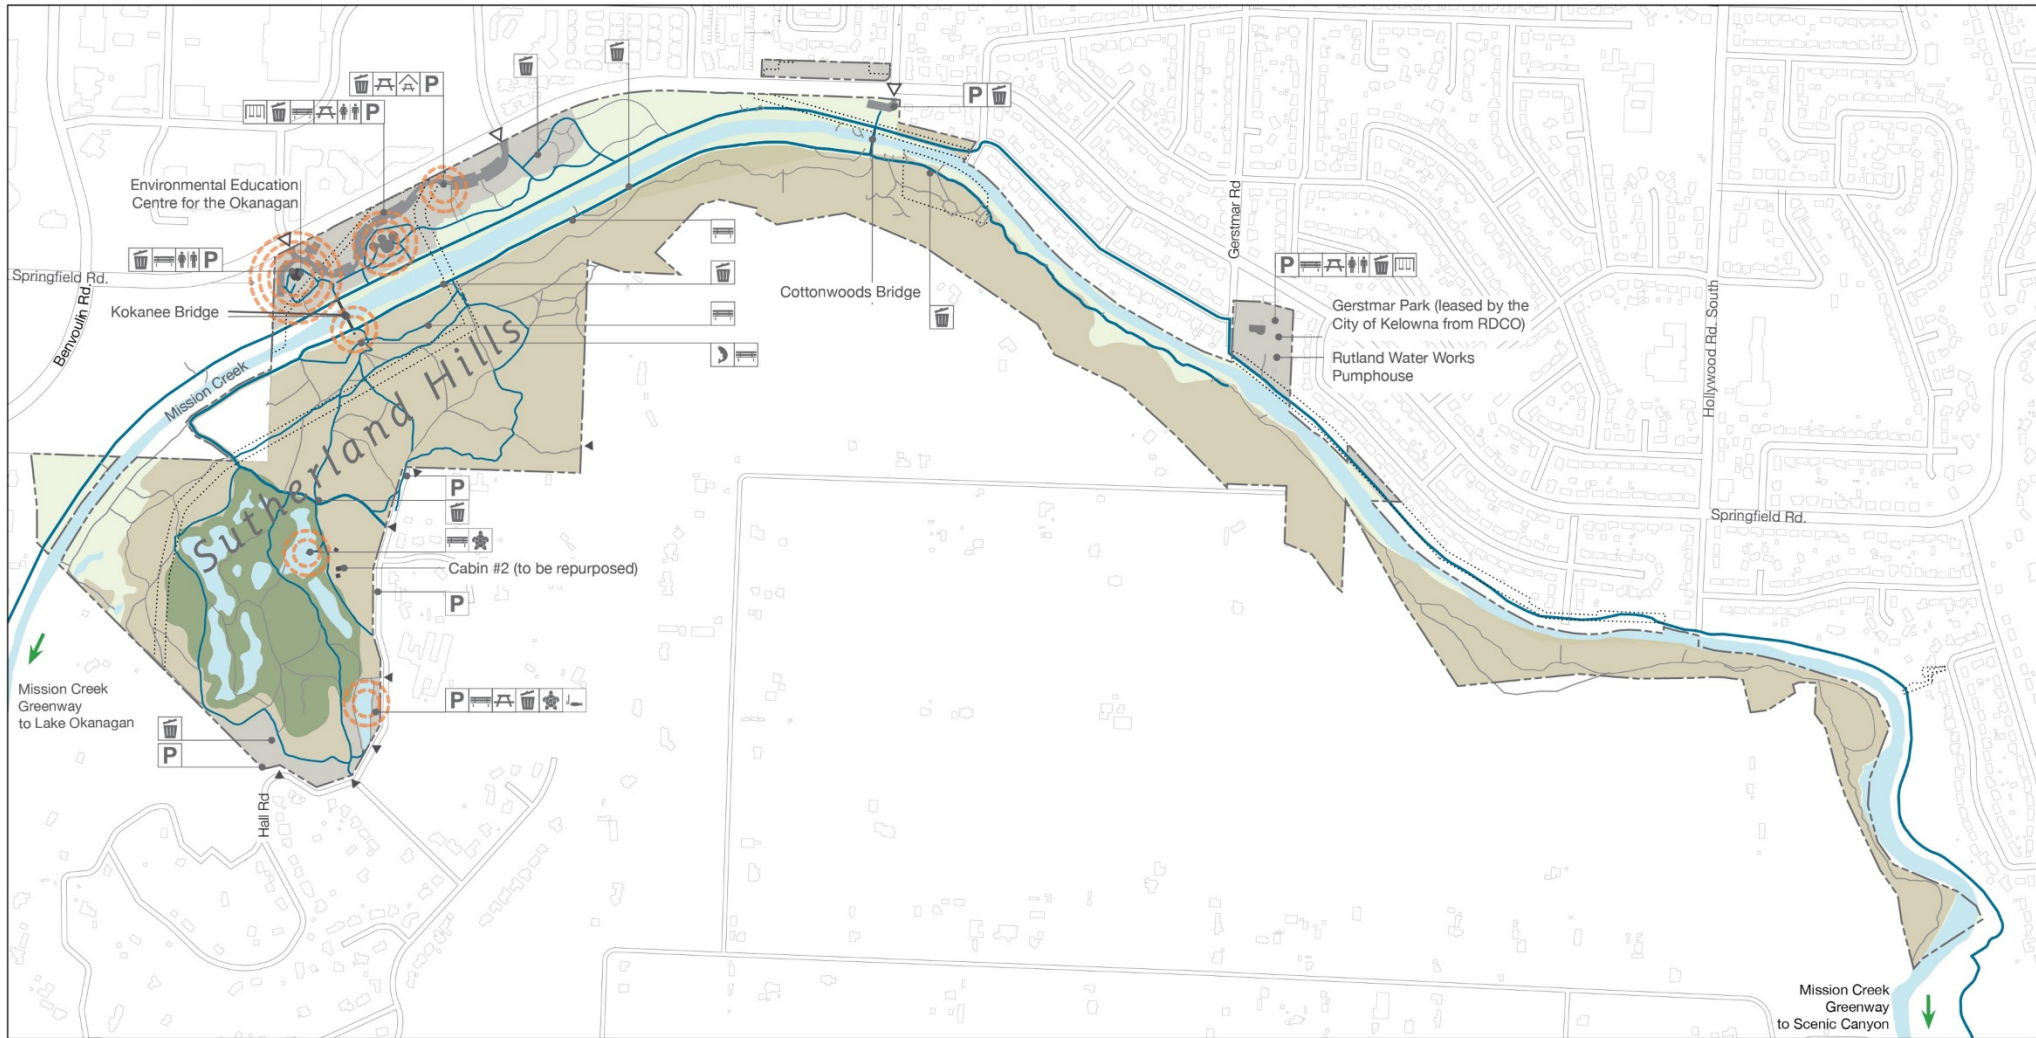 P
P
P
Environmental Education
Centre for the Okanagan
P
Springfield Rd.
Benvoulin Rd.
Kokanee Bridge
Mission Creek
Cottonwoods Bridge
Gerstmar Rd
P
Gerstmar Park (leased by the
City of Kelowna from RDCO)
Rutland Water Works
Pumphouse
Hollywood Rd. South
Springfield Rd.
Sutherland Hills
P
Cabin #2 (to be repurposed)
P
P
Mission Creek
Greenway
to Lake Okanagan
P
Hall Rd
Mission Creek
Greenway
to Scenic Canyon